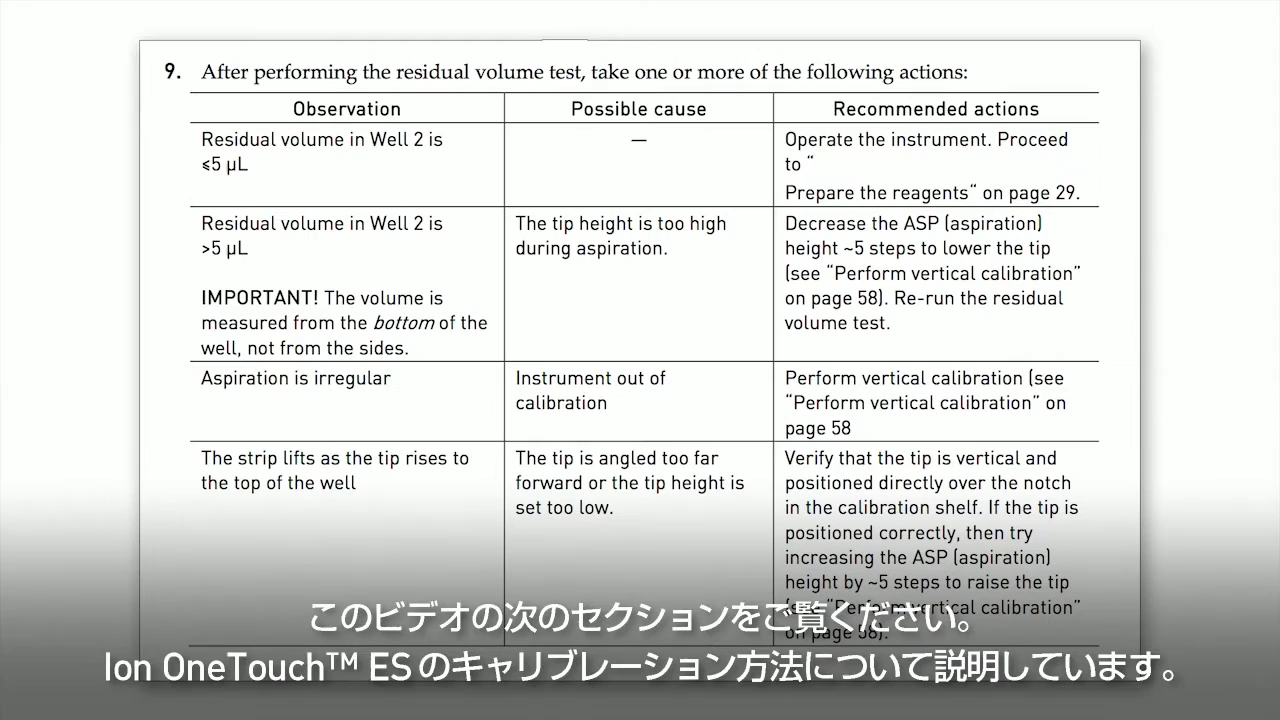 9. After performing the residual volume test, take one or more of the following actions:
Observation
Possible cause
Recommended actions
Residual volume in Well 2 is
≤5 µL
—
Operate the instrument. Proceed
to “
Prepare the reagents“ on page 29.
Residual volume in Well 2 is
>5 µL
IMPORTANT! The volume is
measured from the bottom of the
well, not from the sides.
The tip height is too high
during aspiration.
Decrease the ASP (aspiration)
height ~5 steps to lower the tip
(see “Perform vertical calibration”
on page 58). Re-run the residual
volume test.
Aspiration is irregular
Instrument out of
calibration
Perform vertical calibration (see
“Perform vertical calibration” on
page 58
The strip lifts as the tip rises to
the top of the well
The tip is angled too far
forward or the tip height is
set too low.
Verify that the tip is vertical and
positioned directly over the notch
in the calibration shelf. If the tip is
positioned correctly, then try
increasing the ASP (aspiration)
height by ~5 steps to raise the tip
(see “Perform vertical calibration”
on page 58).
このビデオの次のセクションをご覧ください。
Ion OneTouch™ ESのキャリブレーション方法について説明しています。